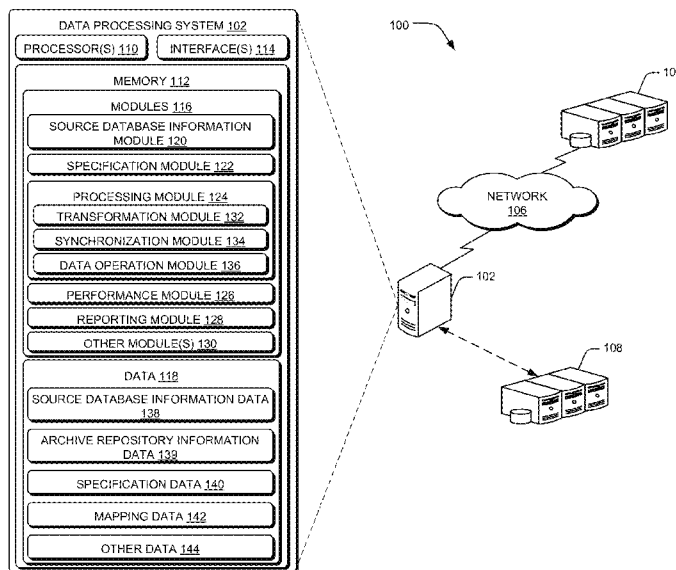 DATA PROCESSING SYSTEM 102
PROCESSOR(S) 110
INTERFACE(S) 114
MEMORY 112
MODULES 116
SOURCE DATABASE INFORMATION
MODULE 120
SPECIFICATION MODULE 122
PROCESSING MODULE 124
TRANSFORMATION MODULE 132
SYNCHRONIZATION MODULE 134
DATA OPERATION MODULE 136
PERFORMANCE MODULE 126
REPORTING MODULE 128
OTHER MODULE(S) 130
DATA 118
SOURCE DATABASE INFORMATION DATA
138
ARCHIVE REPOSITORY INFORMATION
DATA 139
SPECIFICATION DATA 140
MAPPING DATA 142
OTHER DATA 144
100
10
NETWORK
106
102
108